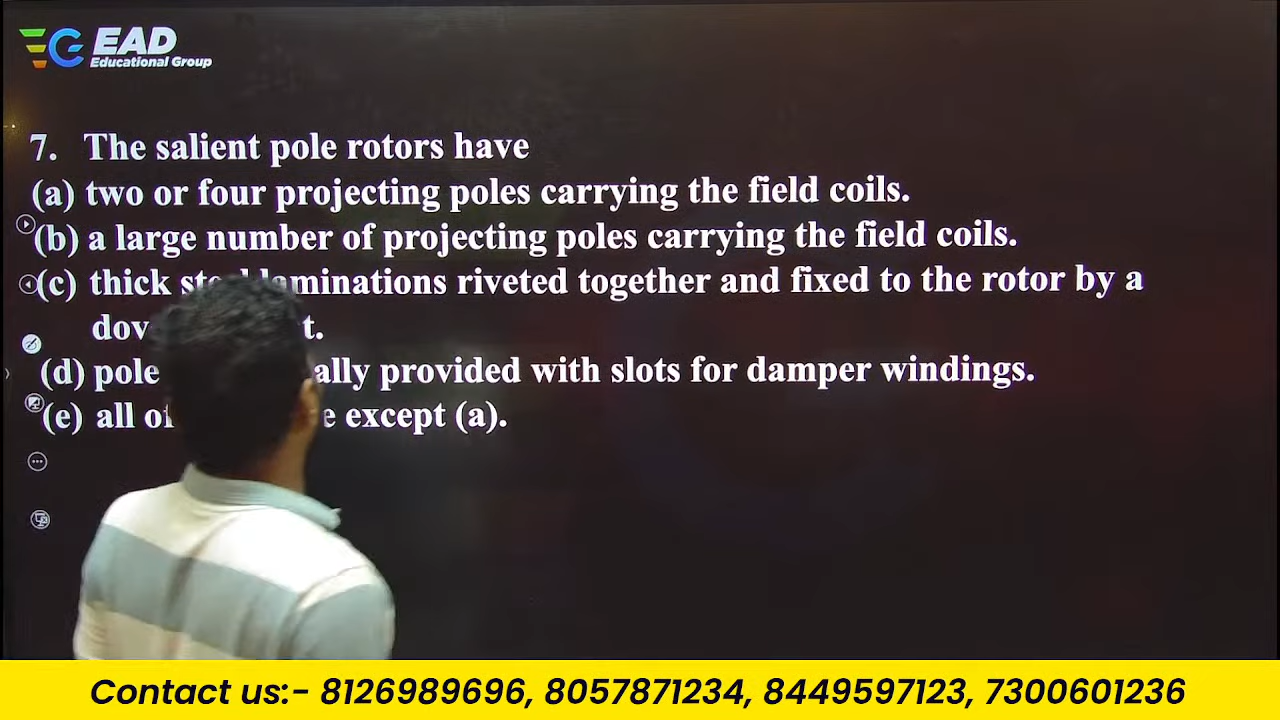 EAD
Educational Group
7. The salient pole rotors have
(a) two or four projecting poles carrying the field coils.
(b) a large number of projecting poles carrying the field coils.
(c) thick laminations riveted together and fixed to the rotor by a
(d) pole provided with slots for damper windings.
(e) all except (a).
Contact us:- 8126989696, 8057871234, 8449597123, 7300601236